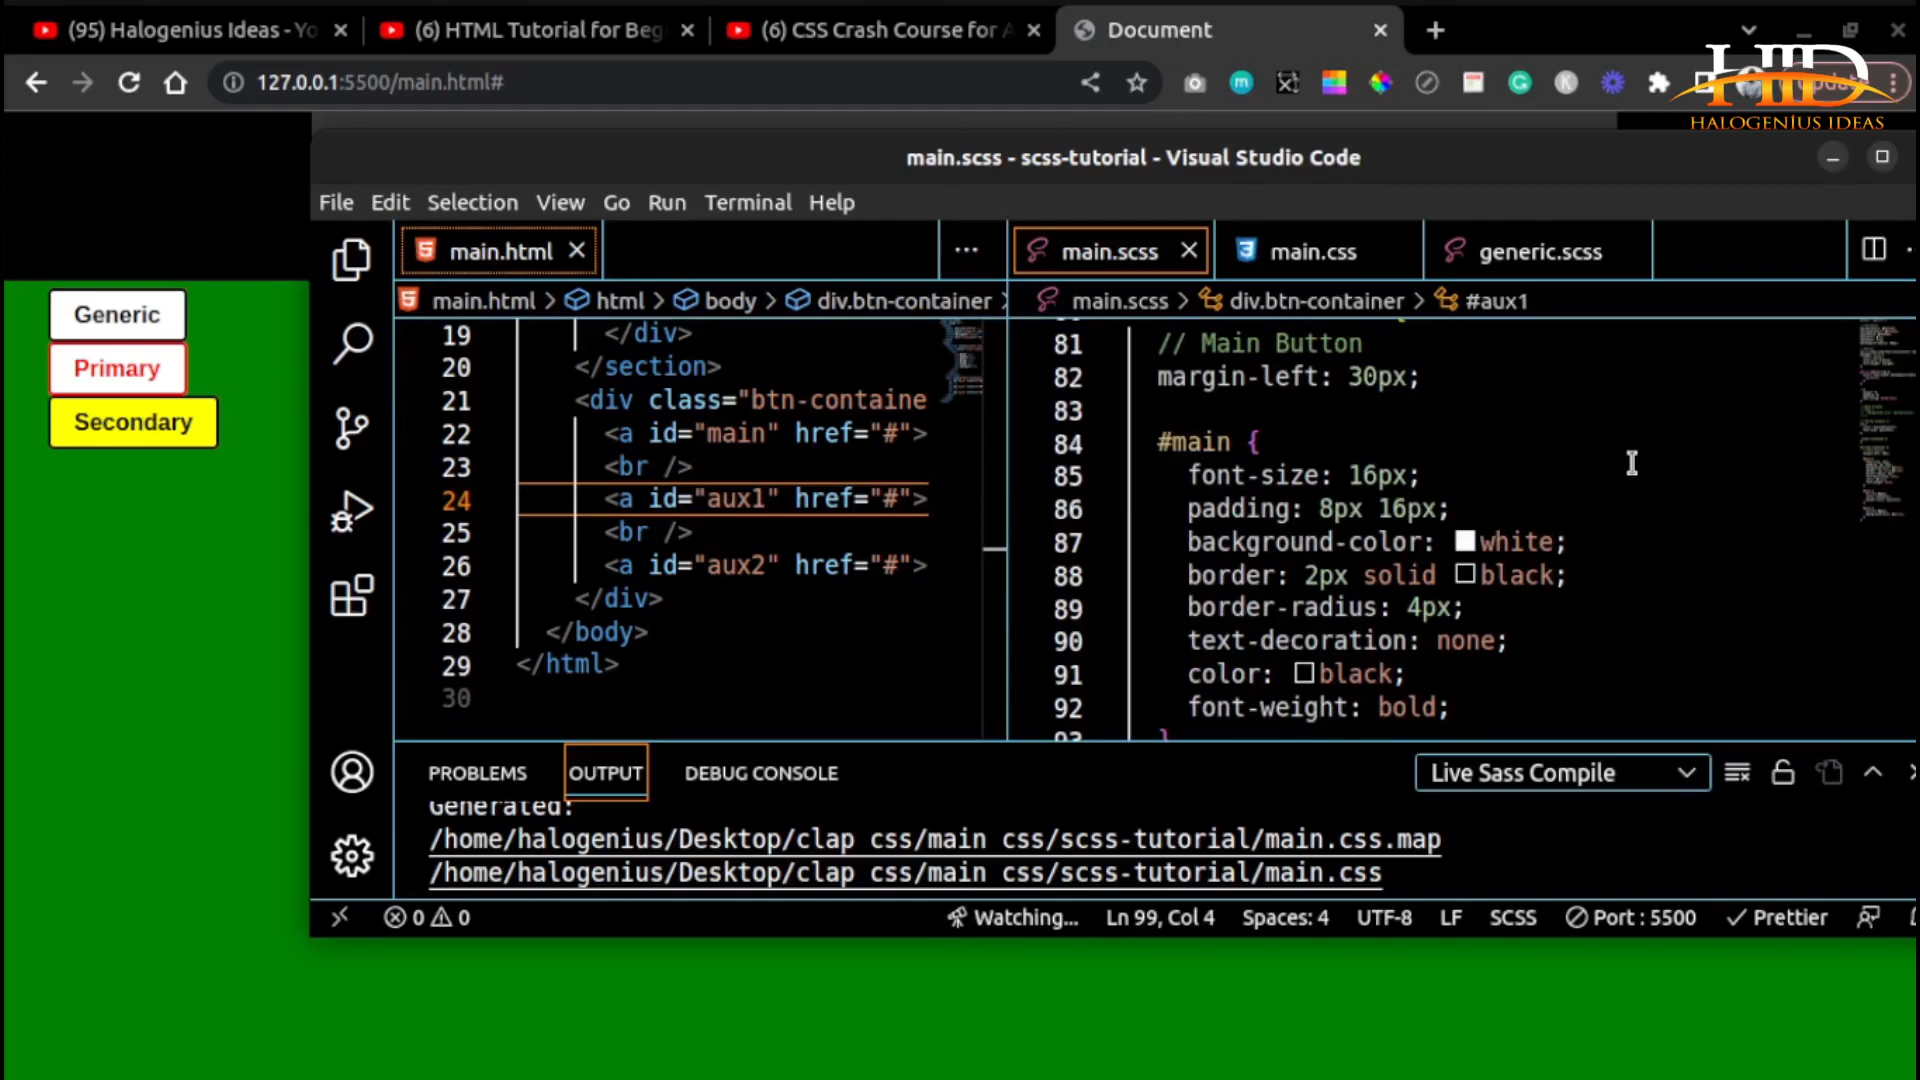 (95) Halogenius Ideas - Yo
(6) HTML Tutorial for Beg
(6) CSS Crash Course for A
Document
127.0.0.1:5500/main.html#
HID
HALOGENIUS IDEAS
main.scss - scss-tutorial - Visual Studio Code
File Edit Selection View Go Run Terminal Help
Generic
Primary
Secondary
main.html
main.scss
main.css
generic.scss
main.html > html > body > div.btn-container
main.scss > div.btn-container > #aux1
19 </div>
20 </section>
21 <div class="btn-containe
22 <a id="main" href="#">
23 <br />
24 <a id="aux1" href="#">
25 <br />
26 <a id="aux2" href="#">
27 </div>
28 </body>
29 </html>
30
81 // Main Button
82 margin-left: 30px;
83
84 #main {
85 font-size: 16px;
86 padding: 8px 16px;
87 background-color: white;
88 border: 2px solid black;
89 border-radius: 4px;
90 text-decoration: none;
91 color: black;
92 font-weight: bold;
93 }
PROBLEMS OUTPUT DEBUG CONSOLE
Live Sass Compile
Generated:
/home/halogenius/Desktop/clap css/main css/scss-tutorial/main.css.map
/home/halogenius/Desktop/clap css/main css/scss-tutorial/main.css
0 0
Watching... Ln 99, Col 4 Spaces: 4 UTF-8 LF SCSS Port : 5500 Prettier